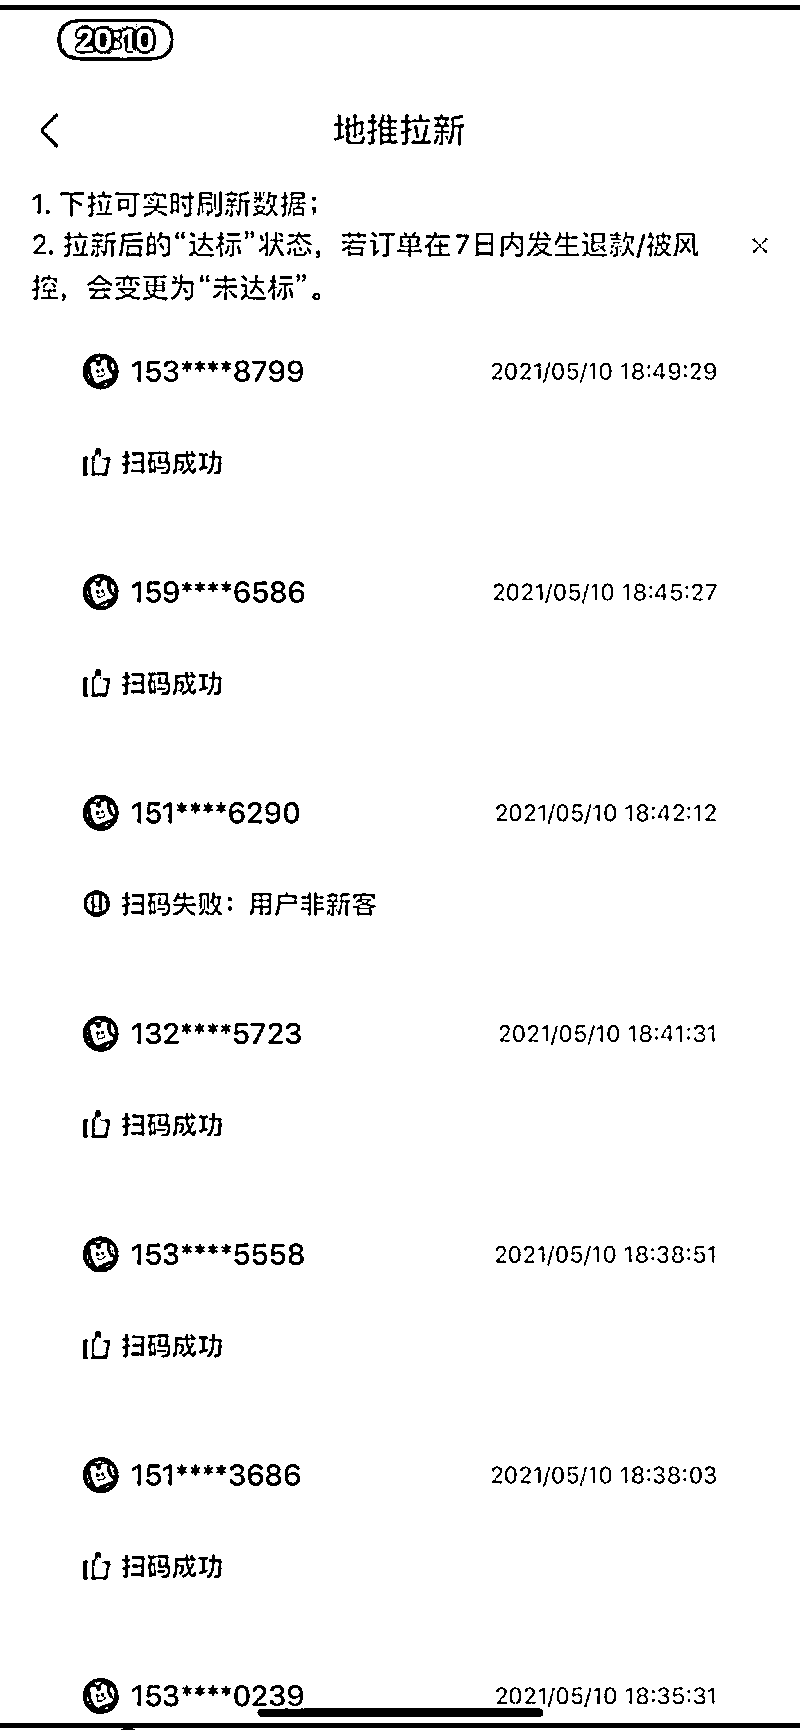 20:10
地推拉新
1. 下拉可实时刷新数据；
2. 拉新后的“达标”状态，若订单在7日内发生退款/被风
控，会变更为“未达标”。
153****8799 2021/05/10 18:49:29
扫码成功
159****6586 2021/05/10 18:45:27
扫码成功
151****6290 2021/05/10 18:42:12
扫码失败：用户非新客
132****5723 2021/05/10 18:41:31
扫码成功
153****5558 2021/05/10 18:38:51
扫码成功
151****3686 2021/05/10 18:38:03
扫码成功
153****0239 2021/05/10 18:35:31